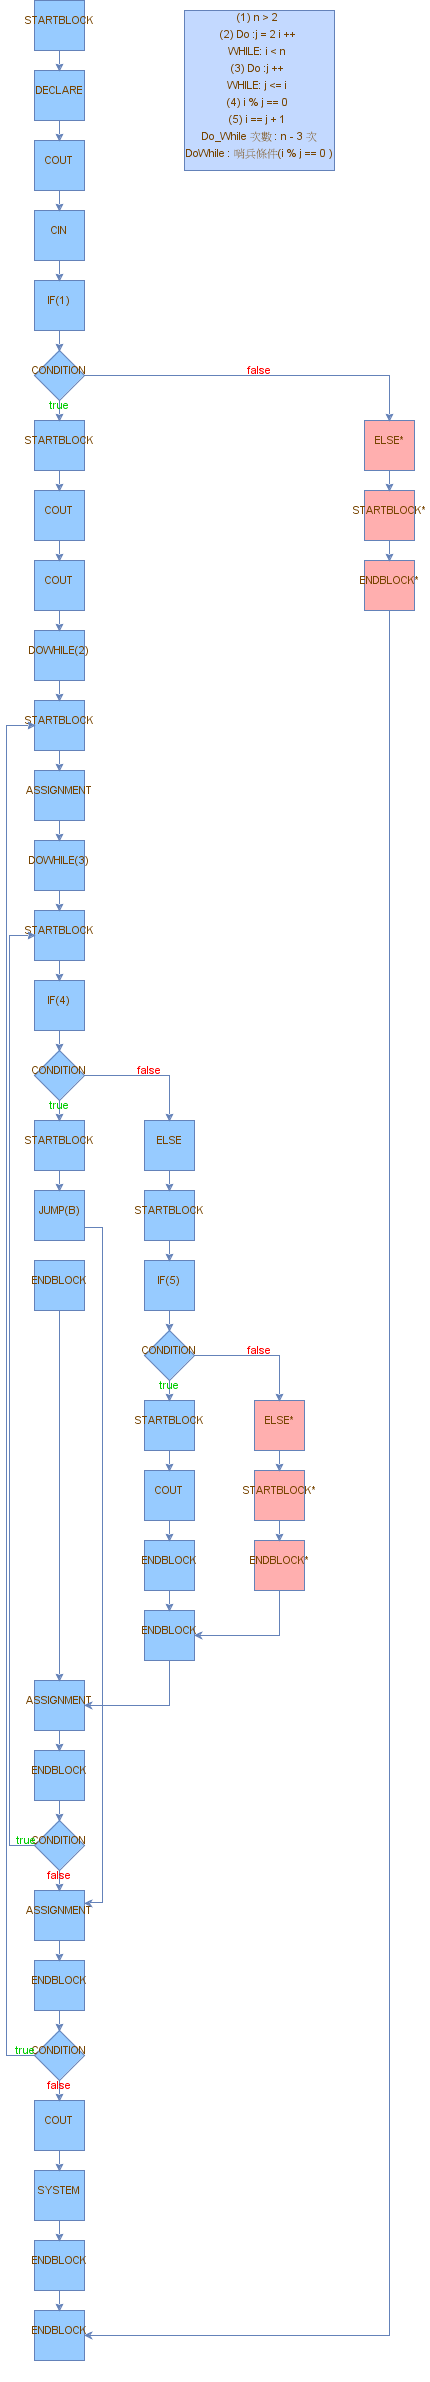 STARTBLOCK
(1) n > 2
(2) Do :j = 2 i ++
WHILE: i < n
(3) Do :j ++
WHILE: j <= i
(4) i % j == 0
(5) i == j + 1
Do_While 次數 : n - 3 次
DoWhile : 哨兵條件(i % j == 0 )
DECLARE
COUT
CIN
IF(1)
CONDITION
false
true
STARTBLOCK
ELSE*
COUT
STARTBLOCK*
COUT
ENDBLOCK*
DOWHILE(2)
STARTBLOCK
ASSIGNMENT
DOWHILE(3)
STARTBLOCK
IF(4)
CONDITION
false
true
STARTBLOCK
ELSE
JUMP(B)
STARTBLOCK
ENDBLOCK
IF(5)
CONDITION
false
true
STARTBLOCK
ELSE*
COUT
STARTBLOCK*
ENDBLOCK
ENDBLOCK*
ENDBLOCK
ASSIGNMENT
ENDBLOCK
true
CONDITION
false
ASSIGNMENT
ENDBLOCK
true
CONDITION
false
COUT
SYSTEM
ENDBLOCK
ENDBLOCK